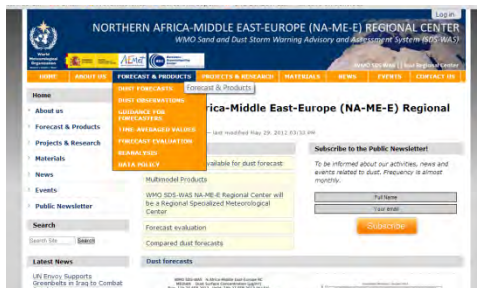 Log in
NORTHERN AFRICA-MIDDLE EAST-EUROPE (NA-ME-E) REGIONAL CENTER
WMO Sand and Dust Storm Warning Advisory and Assessment System (SDS-WAS)
World
Meteorological
Organization
AEMet
HOME ABOUT US FORECAST & PRODUCTS PROJECTS & RESEARCH MATERIALS NEWS EVENTS CONTACT US
Home
About us
Forecast & Products
Projects & Research
Materials
News
Events
Public Newsletter
Search
Search Site
Search
Latest News
UN Envoy Supports
Greenbelts in Iraq to Combat
DUST FORECASTS
DUST OBSERVATIONS
GUIDANCE FOR
FORECASTERS
TIME-AVERAGED VALUES
FORECAST EVALUATION
REANALYSIS
DATA POLICY
Forecast & Products
rica-Middle East-Europe (NA-ME-E) Regional
— last modified May 29, 2012 03:10 PM
available for dust forecast
Multimodel Products
WMO SDS-WAS NA-ME-E Regional Center will
be a Regional Specialized Meteorological
Center
Forecast evaluation
Compared dust forecasts
Subscribe to the Public Newsletter!
To be informed about our activities, news and
events related to dust. Frequency is almost
monthly.
Full Name
Your email
Subscribe
Dust forecasts